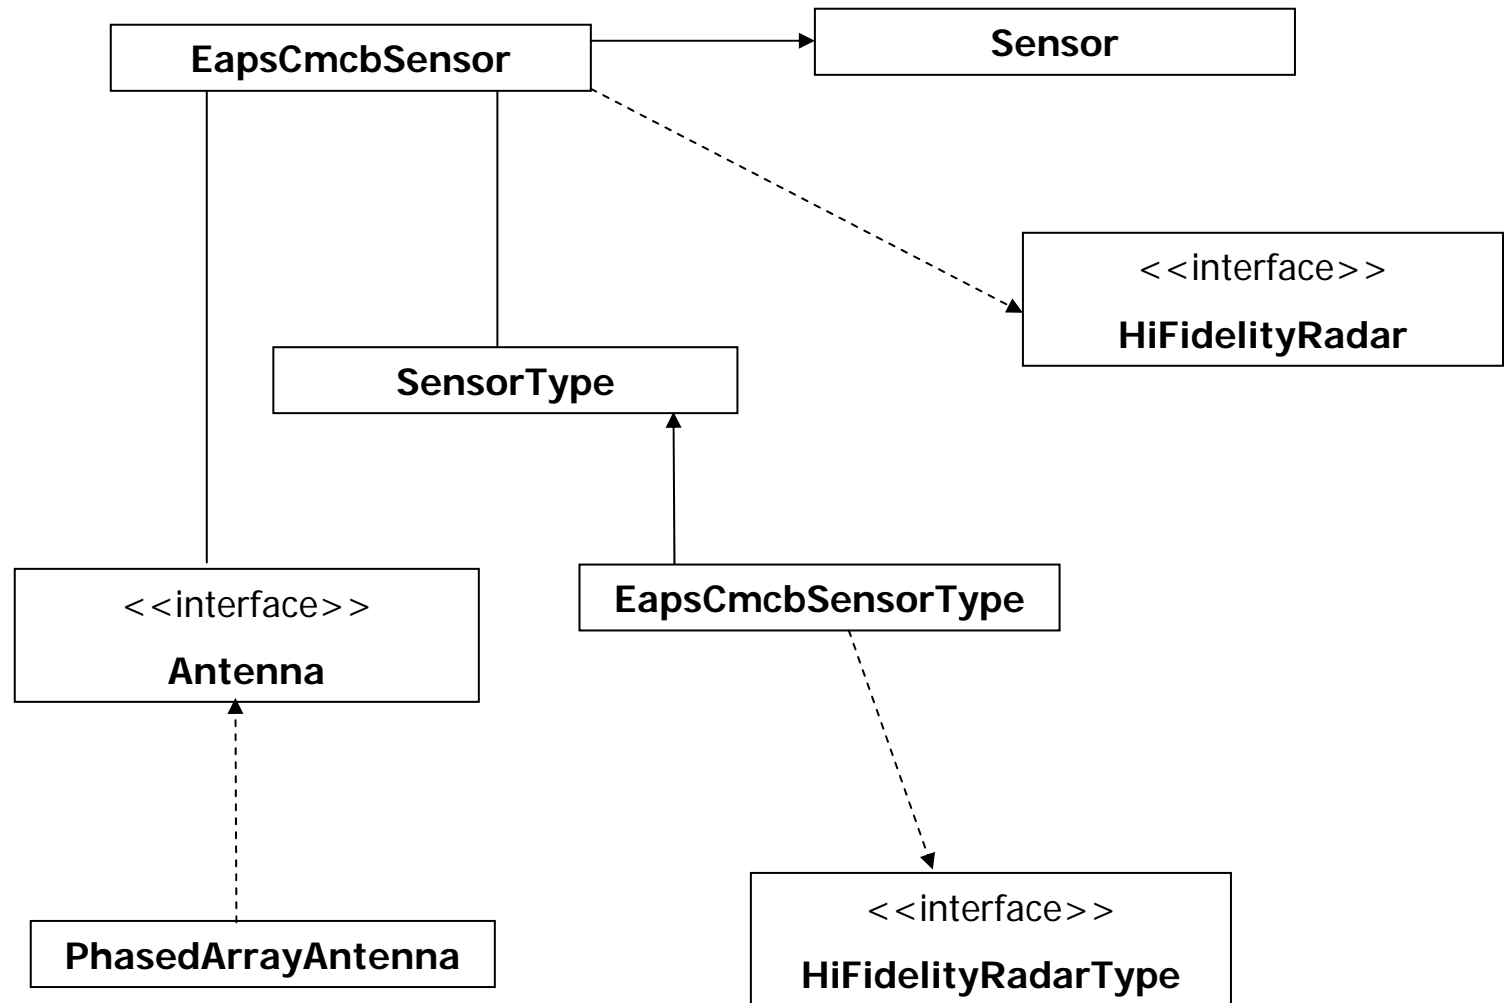 EapsCmcbSensor
Sensor
<<interface>>
HiFidelityRadar
SensorType
<<interface>>
Antenna
EapsCmcbSensorType
PhasedArrayAntenna
<<interface>>
HiFidelityRadarType